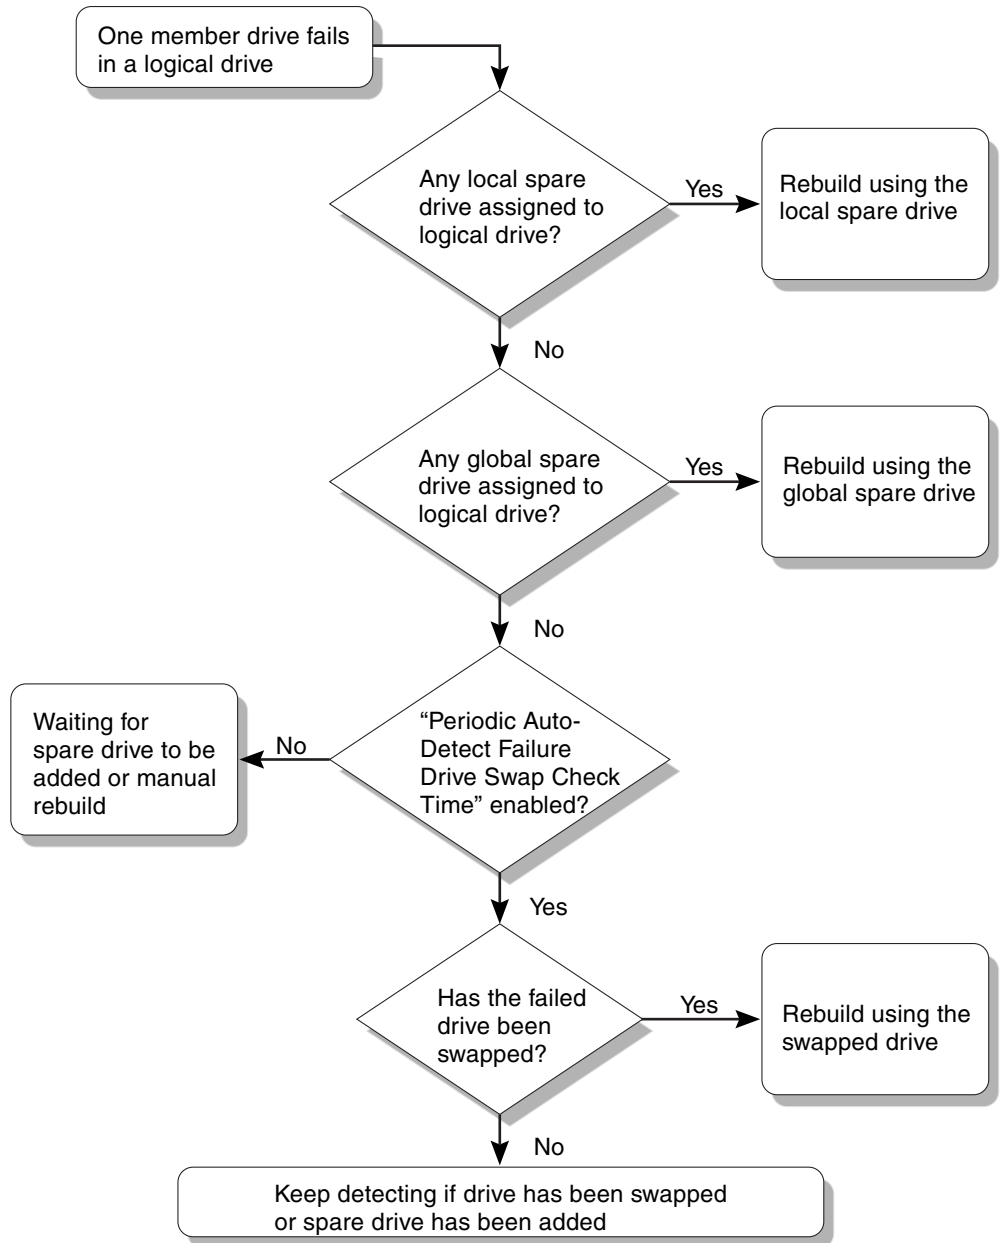 One member drive fails
in a logical drive
Any local spare
drive assigned to
logical drive?
Yes
Rebuild using the
local spare drive
No
Any global spare
drive assigned to
logical drive?
Yes
Rebuild using the
global spare drive
No
“Periodic Auto-
Detect Failure
Drive Swap Check
Time” enabled?
No
Waiting for
spare drive to be
added or manual
rebuild
Yes
Has the failed
drive been
swapped?
Yes
Rebuild using the
swapped drive
No
Keep detecting if drive has been swapped
or spare drive has been added